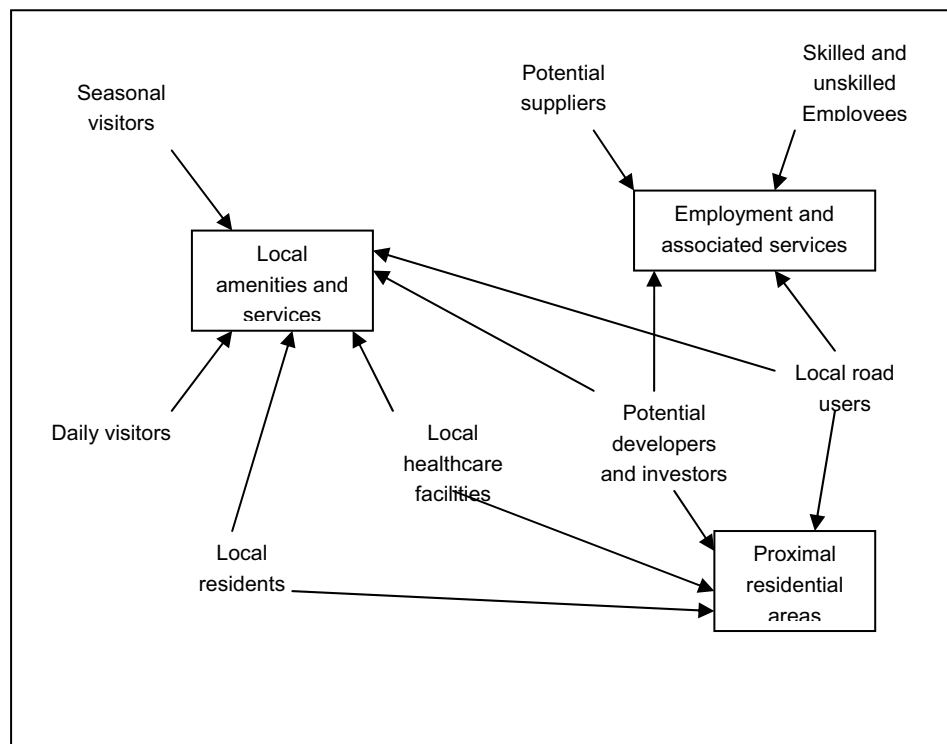 Seasonal
visitors
Potential
suppliers
Skilled and
unskilled
Employees
Employment and
associated services
Local
amenities and
services
Local road
users
Daily visitors
Local
healthcare
facilities
Potential
developers
and investors
Local
residents
Proximal
residential
areas